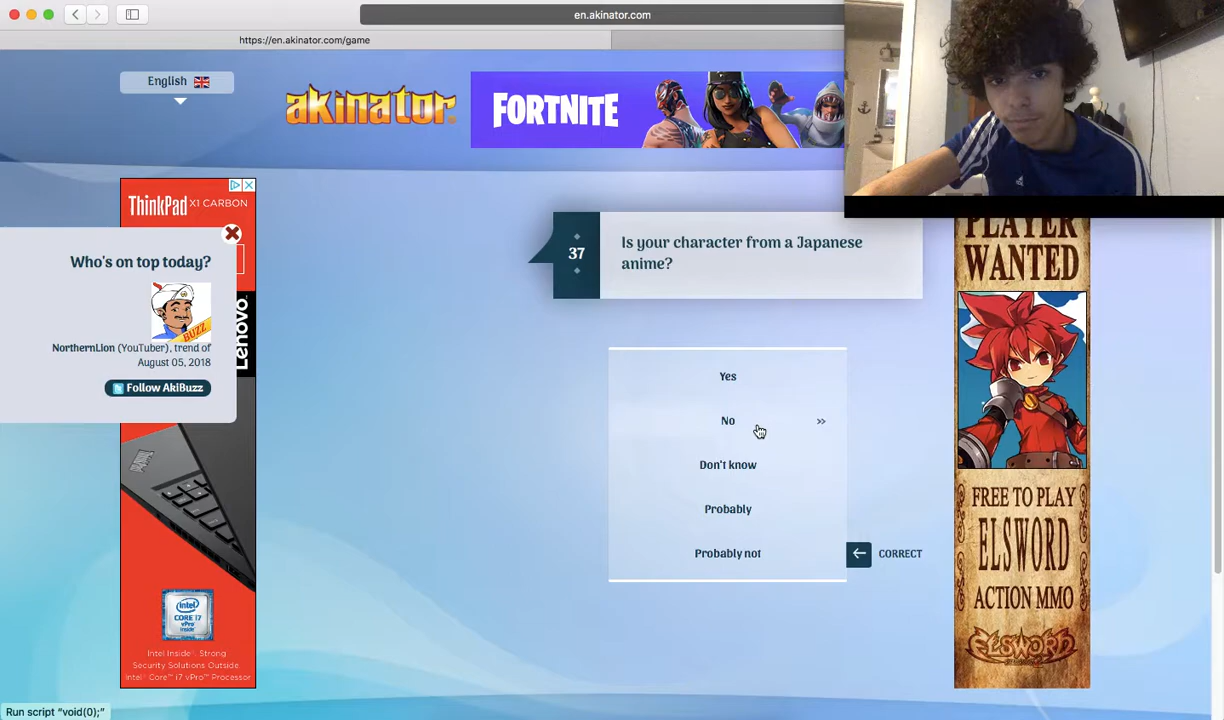 en.akinator.com
https://en.akinator.com/game
English
akinator
FORTNITE
ThinkPad X1 CARBON
Who's on top today?
BUZZ
NorthernLion (YouTuber), trend of
August 05, 2018
Follow AkiBuzz
Lenovo
intel
CORE i7
vPro
inside
Intel Inside®. Strong
Security Solutions Outside.
Intel® Core™ i7 vPro™ Processor
37
Is your character from a Japanese
anime?
Yes
No
Don't know
Probably
Probably not
CORRECT
PLAYER
WANTED
FREE TO PLAY
ELSWORD
ACTION MMO
ELSWORD
Run script "void(0);"